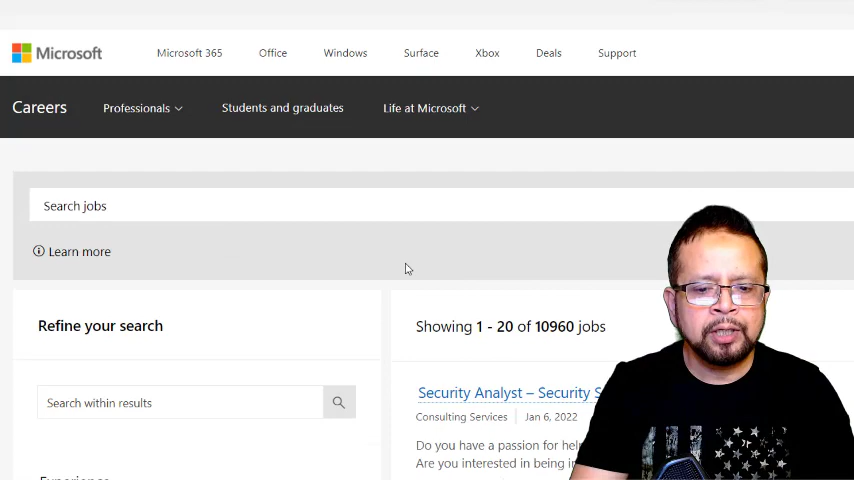 Microsoft
Microsoft 365 Office Windows Surface Xbox Deals Support
Careers Professionals Students and graduates Life at Microsoft
Search jobs
Learn more
Refine your search
Showing 1 - 20 of 10960 jobs
Search within results
Security Analyst – Security
Consulting Services Jan 6, 2022
Do you have a passion for
Are you interested in being
Experience